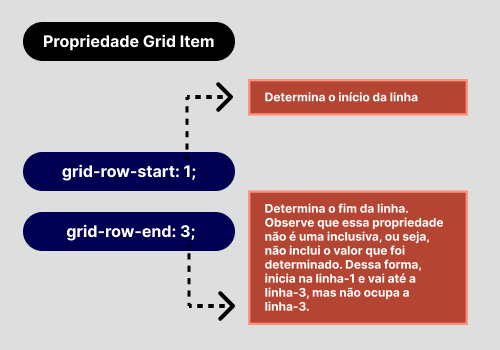 Propriedade Grid Item
Determina o início da linha
grid-row-start: 1;
grid-row-end: 3;
Determina o fim da linha.
Observe que essa propriedade
não é uma inclusiva, ou seja,
não inclui o valor que foi
determinado. Dessa forma,
inicia na linha-1 e vai até a
linha-3, mas não ocupa a
linha-3.